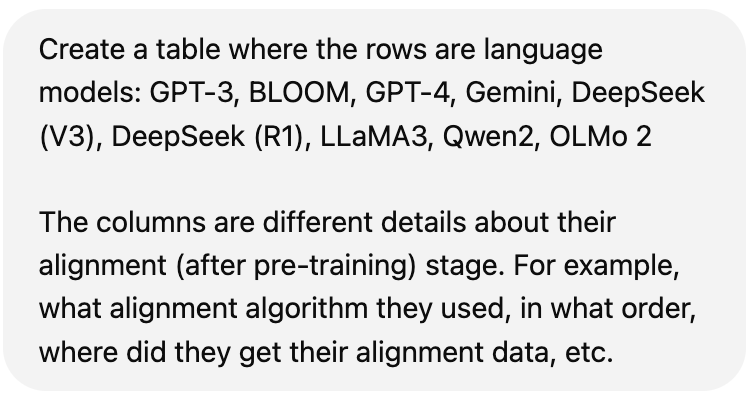 Create a table where the rows are language
models: GPT-3, BLOOM, GPT-4, Gemini, DeepSeek
(V3), DeepSeek (R1), LLaMA3, Qwen2, OLMo 2
The columns are different details about their
alignment (after pre-training) stage. For example,
what alignment algorithm they used, in what order,
where did they get their alignment data, etc.